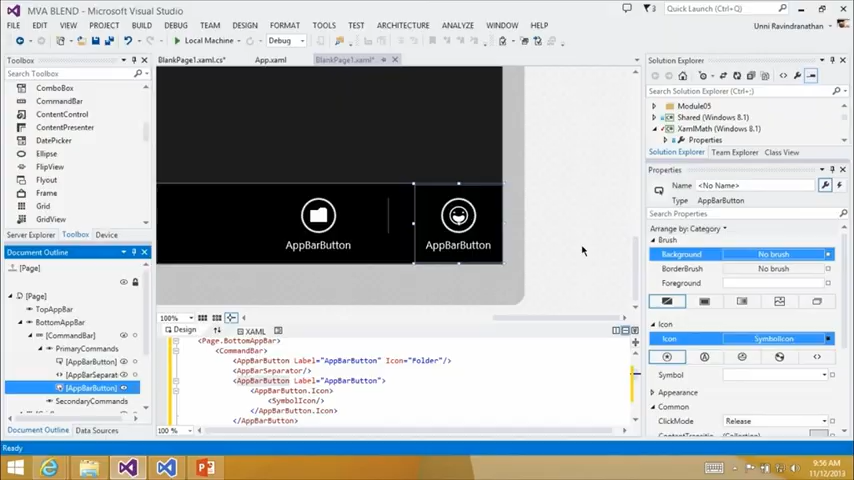 MVA BLEND - Microsoft Visual Studio
Quick Launch (Ctrl+Q)
FILE EDIT VIEW PROJECT BUILD DEBUG TEAM DESIGN FORMAT TOOLS TEST ARCHITECTURE ANALYZE WINDOW HELP
Unni Ravindranathan
Local Machine Debug
Toolbox
Search Toolbox
ComboBox
CommandBar
ContentControl
ContentPresenter
DatePicker
Ellipse
FlipView
Flyout
Frame
Grid
GridView
Server Explorer Toolbox Device
Document Outline
[Page]
[Page]
TopAppBar
BottomAppBar
[CommandBar]
PrimaryCommands
[AppBarButton]
[AppBarSeparat
[AppBarButton]
SecondaryCommands
Document Outline Data Sources
BlankPage1.xaml.cs* App.xaml BlankPage1.xaml*
AppBarButton AppBarButton
100%
Design XAML
<Page.BottomAppBar>
<CommandBar>
<AppBarButton Label="AppBarButton" Icon="Folder"/>
<AppBarSeparator/>
<AppBarButton Label="AppBarButton">
<AppBarButton.Icon>
<SymbolIcon/>
</AppBarButton.Icon>
</AppBarButton>
100 %
Solution Explorer
Search Solution Explorer (Ctrl+;)
Module05
Shared (Windows 8.1)
XamlMath (Windows 8.1)
Properties
Solution Explorer Team Explorer Class View
Properties
Name <No Name>
Type AppBarButton
Search Properties
Arrange by: Category
Brush
Background No brush
BorderBrush No brush
Foreground
Icon
Icon SymbolIcon
Symbol
Appearance
Common
ClickMode Release
ContentTransiti... (Collection)
Ready
9:56 AM
11/12/2013